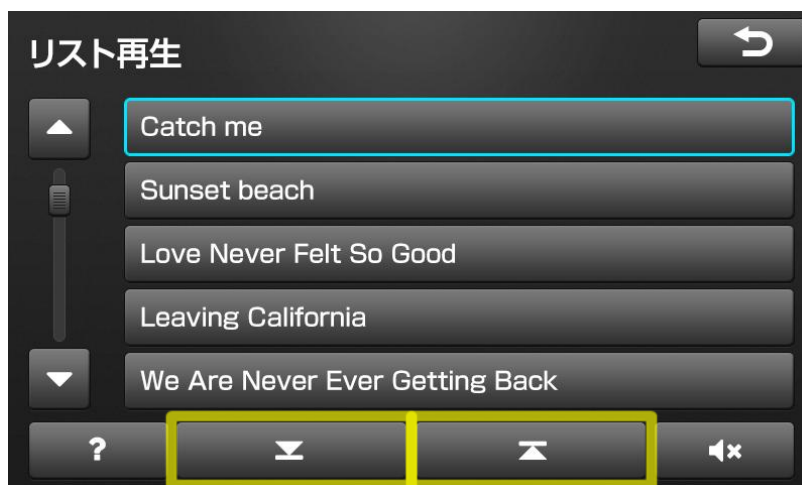 リスト再生
Catch me
Sunset beach
Love Never Felt So Good
Leaving California
We Are Never Ever Getting Back
?